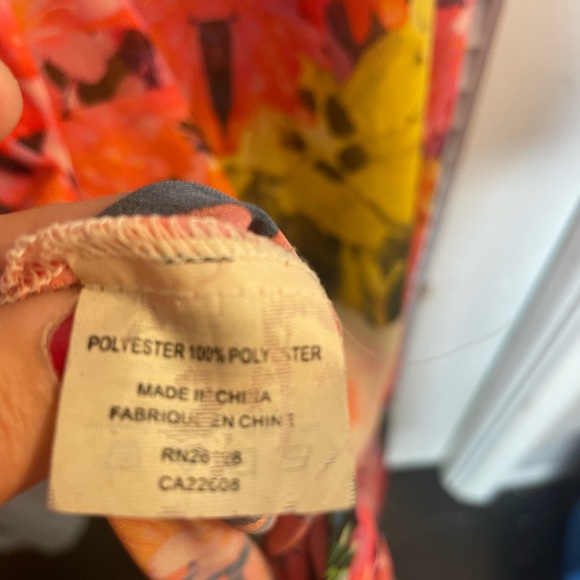 POLYESTER 100% POLYESTER
MADE IN CHINA
FABRIQUE EN CHINE
CA22608